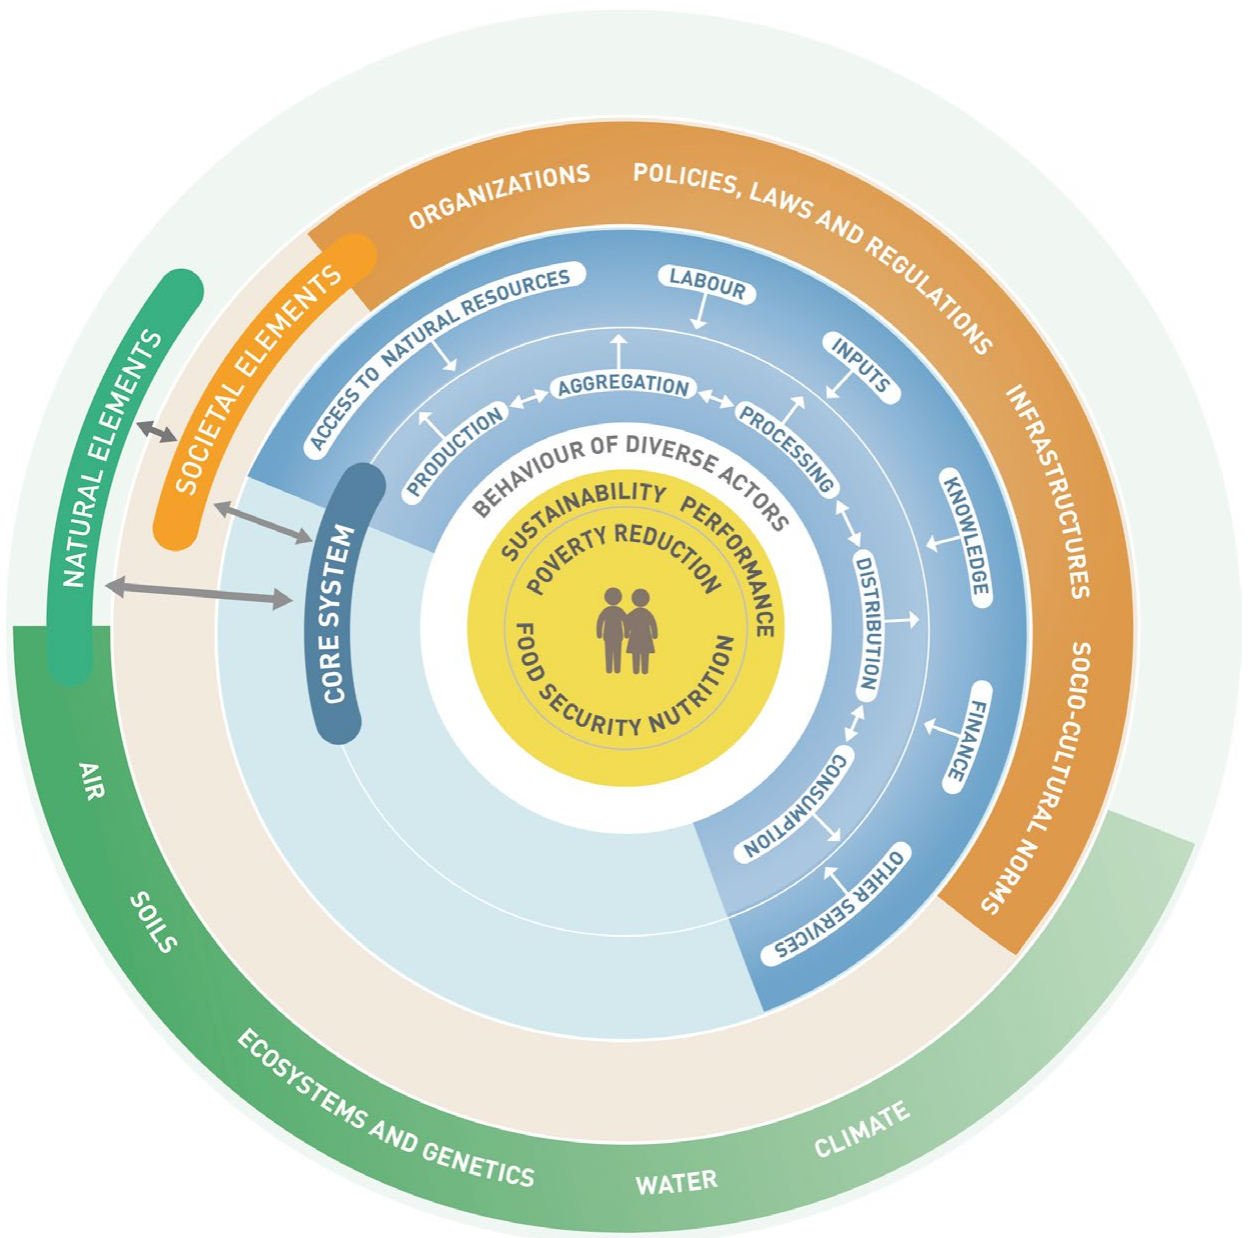 NATURAL ELEMENTS
SOCIETAL ELEMENTS
CORE SYSTEM
ORGANIZATIONS
POLICIES, LAWS AND REGULATIONS
INFRASTRUCTURES
SOCIO-CULTURAL NORMS
ACCESS TO NATURAL RESOURCES
LABOUR
INPUTS
KNOWLEDGE
FINANCE
OTHER SERVICES
PRODUCTION
AGGREGATION
PROCESSING
DISTRIBUTION
CONSUMPTION
BEHAVIOUR OF DIVERSE ACTORS
SUSTAINABILITY PERFORMANCE
POVERTY REDUCTION
FOOD SECURITY NUTRITION
AIR
SOILS
ECOSYSTEMS AND GENETICS
WATER
CLIMATE